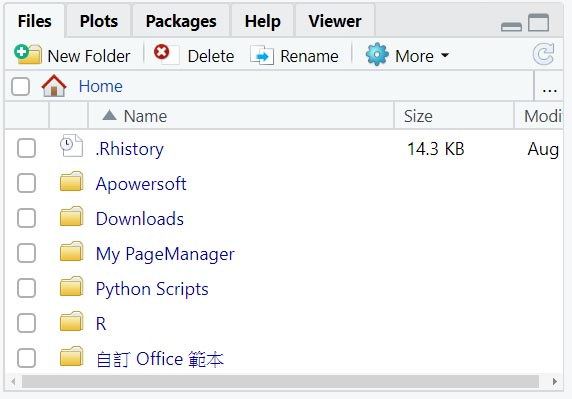 Files Plots Packages Help Viewer
New Folder Delete Rename More
Home ...
Name Size Modi
.Rhistory 14.3 KB Aug
Apowersoft
Downloads
My PageManager
Python Scripts
R
自訂 Office 範本